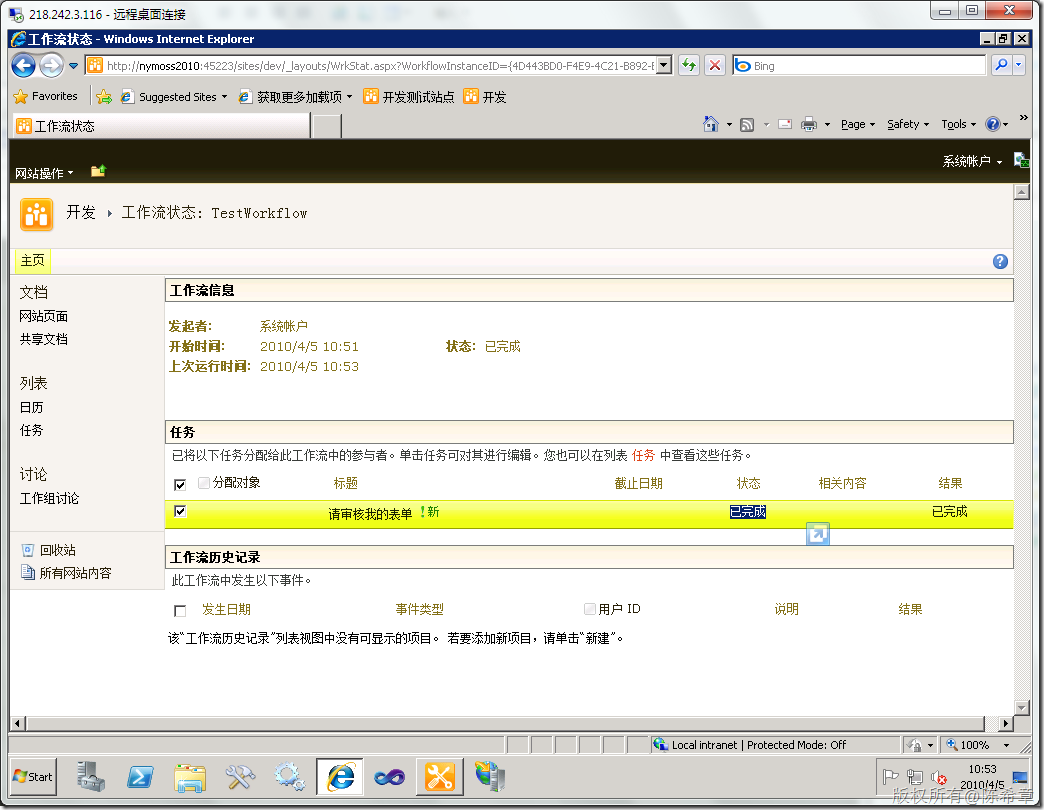 218.242.3.116 - 远程桌面连接
工作流状态 - Windows Internet Explorer
http://nymoss2010:45223/sites/dev/_layouts/WrkStat.aspx?WorkflowInstanceID={4D443BD0-F4E9-4C21-B892-
Bing
Favorites Suggested Sites 获取更多加载项 开发测试站点 开发
工作流状态
Page Safety Tools
系统帐户
网站操作
开发 工作流状态: TestWorkflow
主页
文档
网站页面
共享文档
列表
日历
任务
讨论
工作组讨论
回收站
所有网站内容
工作流信息
发起者: 系统帐户
开始时间: 2010/4/5 10:51 状态: 已完成
上次运行时间: 2010/4/5 10:53
任务
已将以下任务分配给此工作流中的参与者。单击任务可对其进行编辑。您也可以在列表 任务 中查看这些任务。
分配对象 标题 截止日期 状态 相关内容 结果
请审核我的表单 !新 已完成 已完成
工作流历史记录
此工作流中发生以下事件。
发生日期 事件类型 用户 ID 说明 结果
该“工作流历史记录”列表视图中没有可显示的项目。 若要添加新项目，请单击“新建”。
Local intranet | Protected Mode: Off
100%
Start
10:53
2010/4/5
版权所有@陈希章